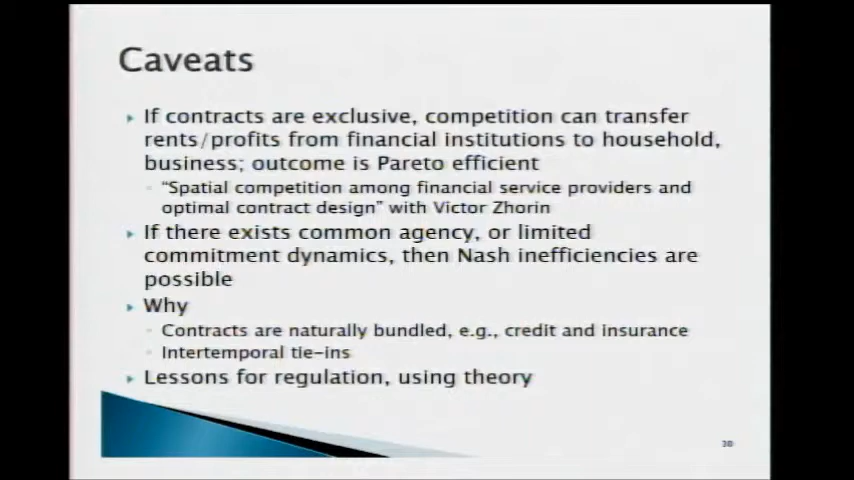 Caveats
If contracts are exclusive, competition can transfer
rents/profits from financial institutions to household,
business; outcome is Pareto efficient
"Spatial competition among financial service providers and
optimal contract design" with Victor Zhorin
If there exists common agency, or limited
commitment dynamics, then Nash inefficiencies are
possible
Why
Contracts are naturally bundled, e.g., credit and insurance
Intertemporal tie-ins
Lessons for regulation, using theory
30